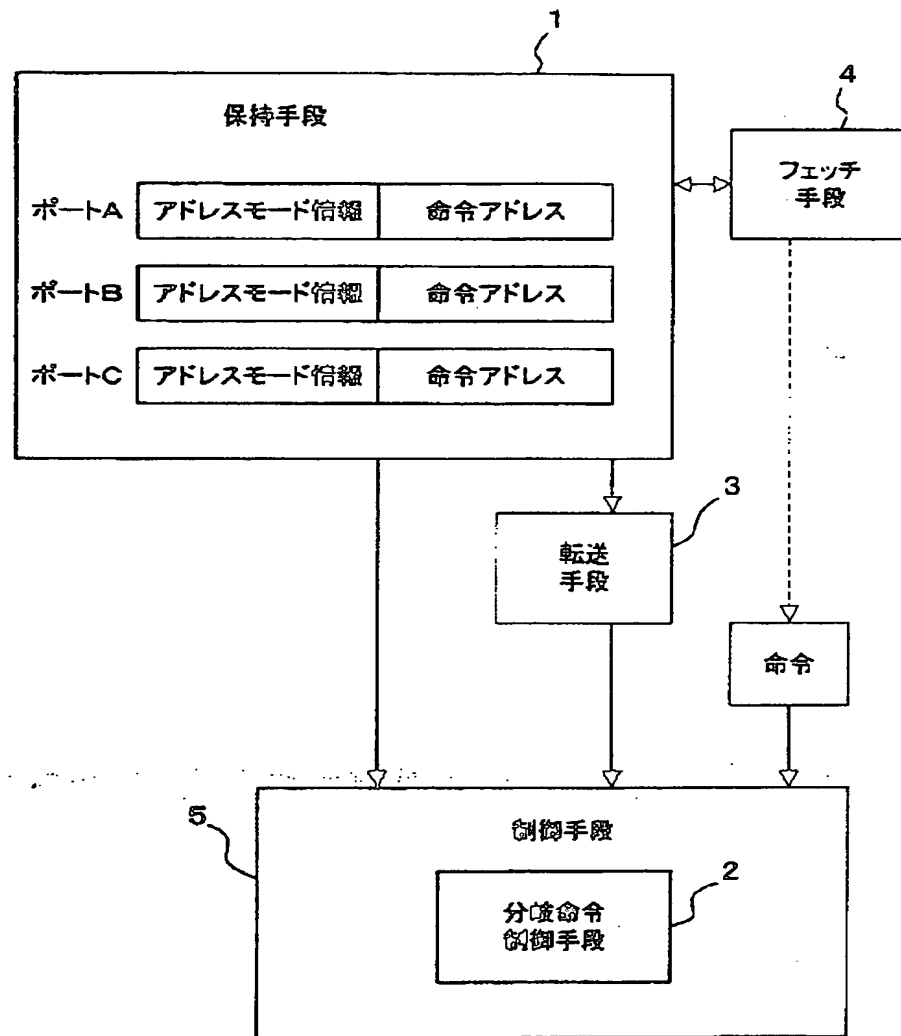 1
4
保持手段
フェッチ
手段
ポートA アドレスモード情報 命令アドレス
ポートB アドレスモード情報 命令アドレス
ポートC アドレスモード情報 命令アドレス
3
転送
手段
命令
5
制御手段
2
分岐命令
制御手段